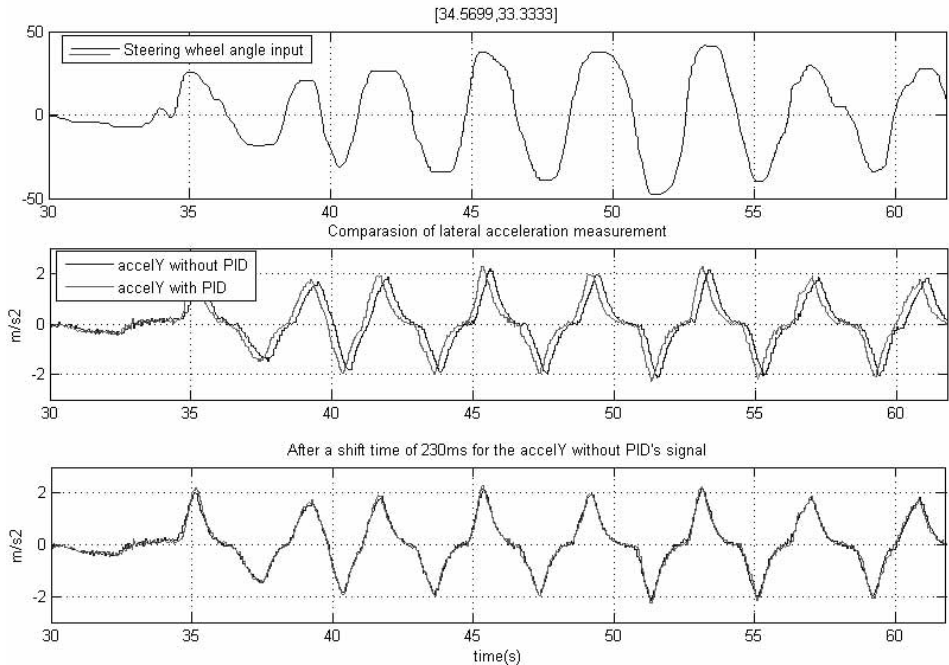 [34.5699,33.3333]
50
Steering wheel angle input
0
-50
30 35 40 45 50 55 60
Comparasion of lateral acceleration measurement
accelY without PID
accelY with PID
2
0
-2
m/s2
30 35 40 45 50 55 60
After a shift time of 230ms for the accelY without PID's signal
2
0
-2
m/s2
30 35 40 45 50 55 60
time(s)